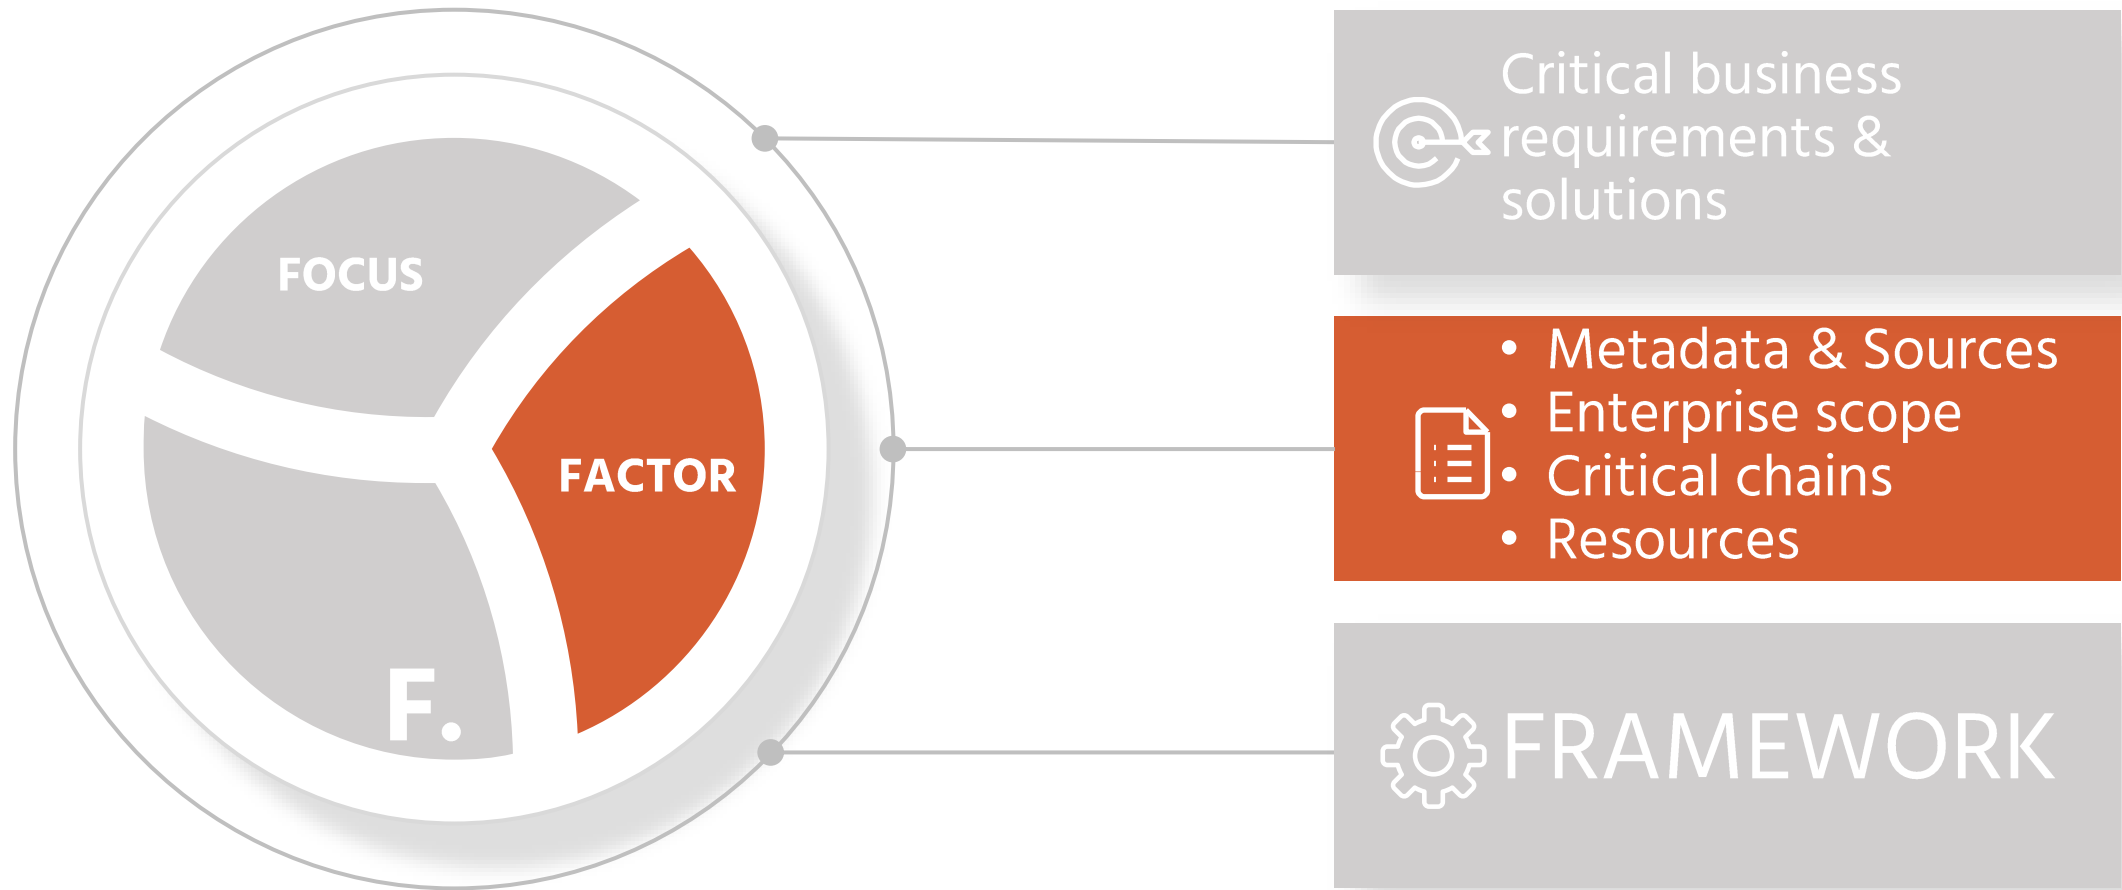 FOCUS
FACTOR
F.
Critical business
requirements &
solutions
• Metadata & Sources
• Enterprise scope
• Critical chains
• Resources
FRAMEWORK